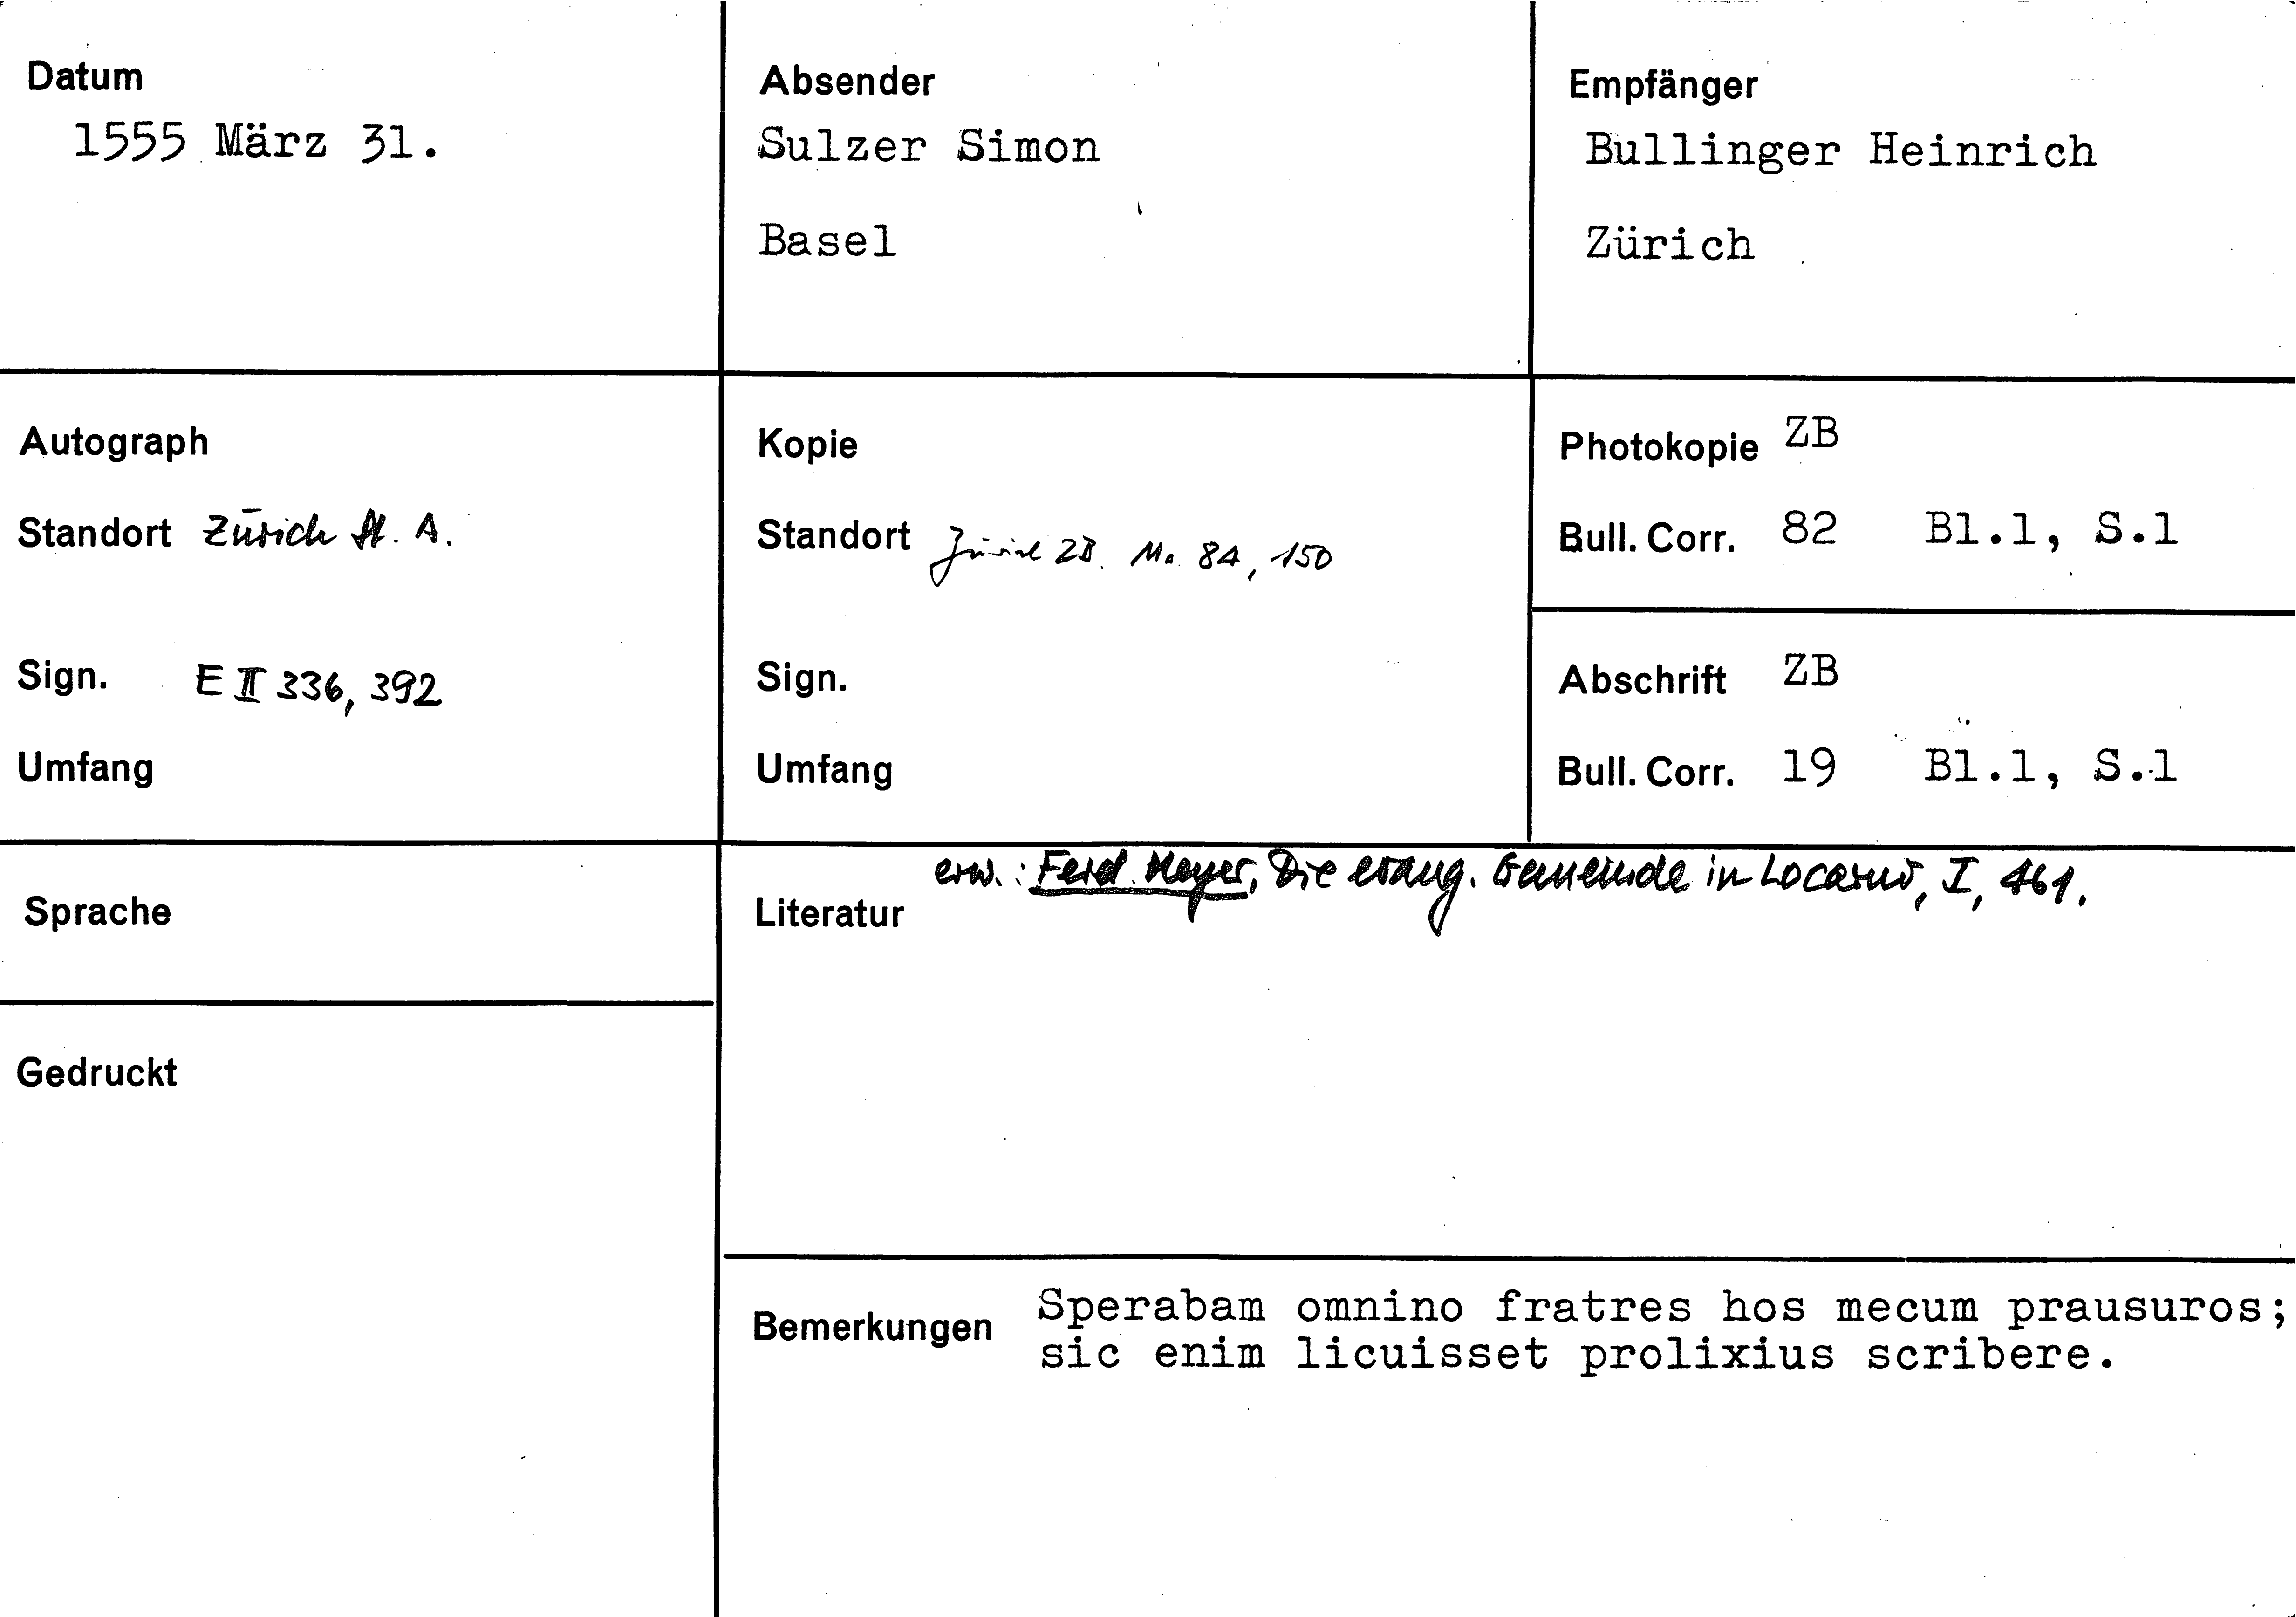 Datum
1555 März 31.
Absender
Sulzer Simon
Basel
Empfänger
Bullinger Heinrich
Zürich
Autograph
Standort Zürich St. A.
Sign. E II 336, 392
Umfang
Kopie
Standort Zürich ZB. Ms. 84, 150
Sign.
Umfang
Photokopie ZB
Bull. Corr. 82 Bl.1, S.1
Abschrift ZB
Bull. Corr. 19 Bl.1, S.1
Sprache
Gedruckt
erw.: Ferd. Meyer, Die evang. Gemeinde in Locarno, I, 461.
Literatur
Bemerkungen Sperabam omnino fratres hos mecum prausuros;
sic enim licuisset prolixius scribere.